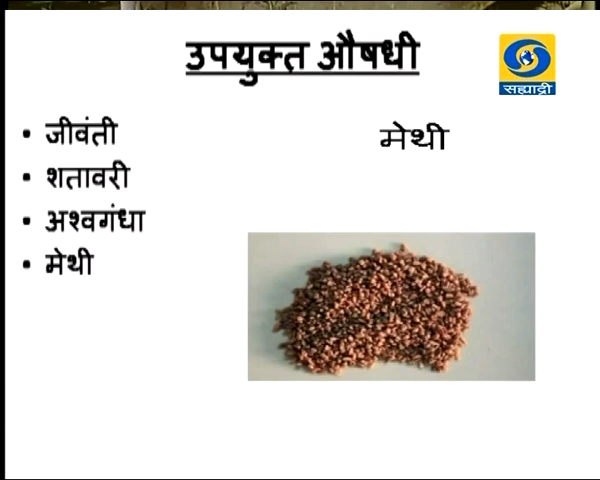 उपयुक्त औषधी
सह्याद्री
• जीवंती
मेथी
• शतावरी
• अश्वगंधा
• मेथी